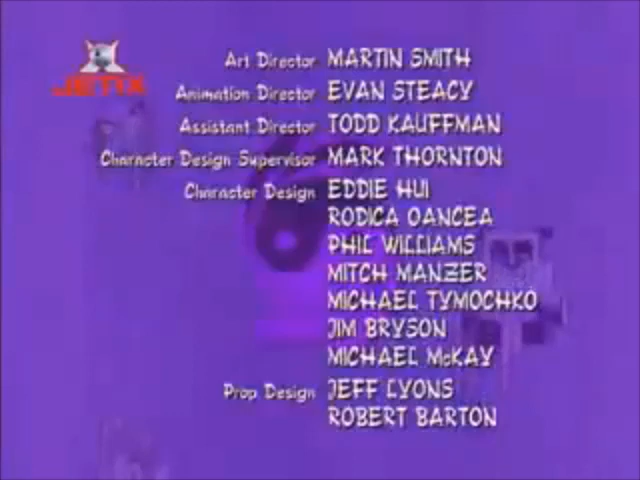 JETIX
Art Director MARTIN SMITH
Animation Director EVAN STEACY
Assistant Director TODD KAUFFMAN
Character Design Supervisor MARK THORNTON
Character Design EDDIE HUI
RODICA OANCEA
PHIL WILLIAMS
MITCH MANZER
MICHAEL TYMOCHKO
JIM BRYSON
MICHAEL McKAY
Prop Design JEFF LYONS
ROBERT BARTON